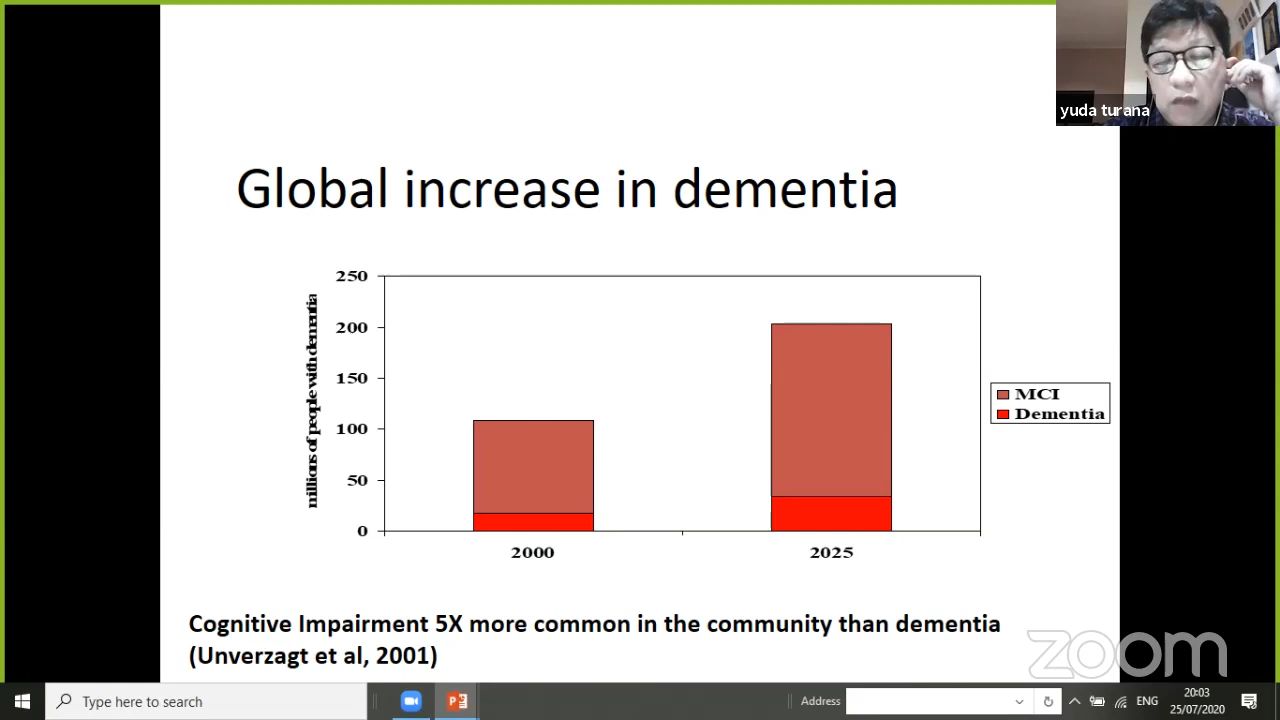 yuda turana
Global increase in dementia
millions of people with dementia
250
200
150
100
50
0
2000
2025
MCI
Dementia
Cognitive Impairment 5X more common in the community than dementia
(Unverzagt et al, 2001)
zoom
Type here to search
Address
ENG
20:03
25/07/2020